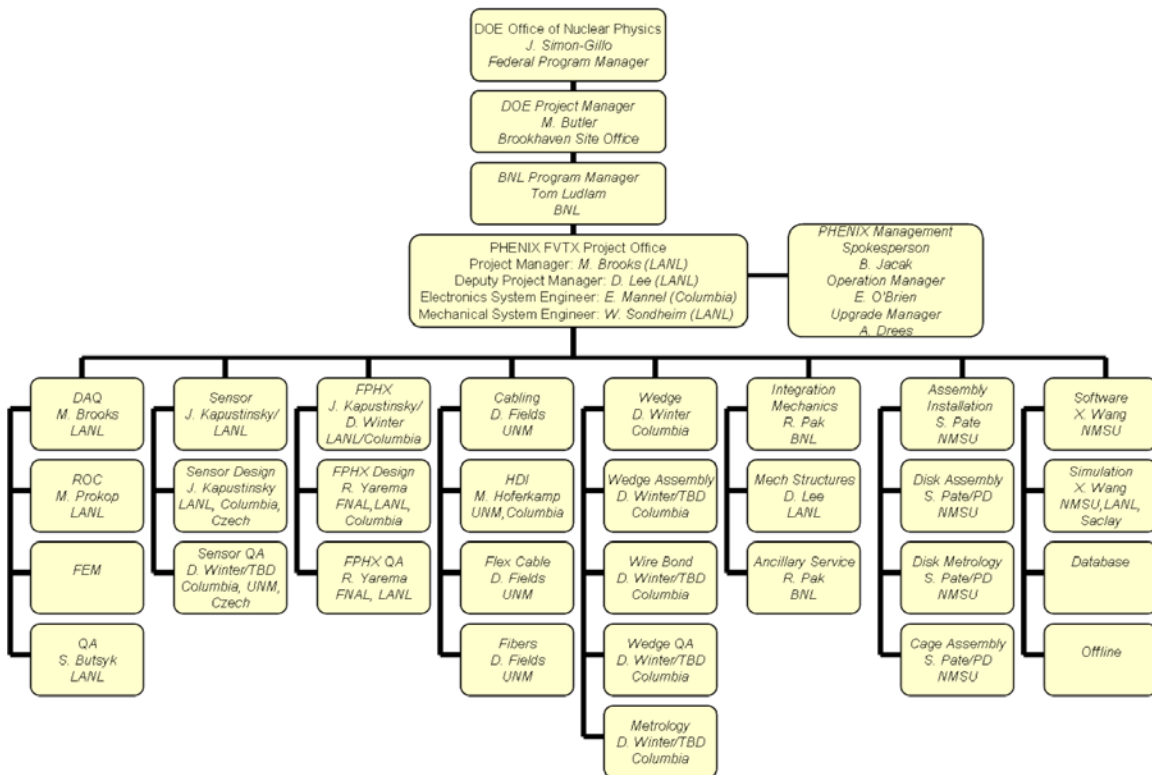 DOE Office of Nuclear Physics
J. Simon-Gillo
Federal Program Manager
DOE Project Manager
M. Butler
Brookhaven Site Office
BNL Program Manager
Tom Ludlam
BNL
PHENIX FVTX Project Office
Project Manager: M. Brooks (LANL)
Deputy Project Manager: D. Lee (LANL)
Electronics System Engineer: E. Mannel (Columbia)
Mechanical System Engineer: W. Sondheim (LANL)
PHENIX Management
Spokesperson
B. Jacak
Operation Manager
E. O'Brien
Upgrade Manager
A. Drees
DAQ
M. Brooks
LANL
ROC
M. Prokop
LANL
FEM
QA
S. Butsyk
LANL
Sensor
J. Kapustinsky/
LANL
Sensor Design
J. Kapustinsky
LANL, Columbia,
Czech
Sensor QA
D. Winter/TBD
Columbia, UNM,
Czech
FPHX
J. Kapustinsky/
D. Winter
LANL/Columbia
FPHX Design
R. Yarema
FNAL,LANL,
Columbia
FPHX QA
R. Yarema
FNAL, LANL
Cabling
D. Fields
UNM
HDI
M. Hoferkamp
UNM,Columbia
Flex Cable
D. Fields
UNM
Fibers
D. Fields
UNM
Wedge
D. Winter
Columbia
Wedge Assembly
D. Winter/TBD
Columbia
Wire Bond
D. Winter/TBD
Columbia
Wedge QA
D. Winter/TBD
Columbia
Metrology
D. Winter/TBD
Columbia
Integration
Mechanics
R. Pak
BNL
Mech Structures
D. Lee
LANL
Ancillary Service
R. Pak
BNL
Assembly
Installation
S. Pate
NMSU
Disk Assembly
S. Pate/PD
NMSU
Disk Metrology
S. Pate/PD
NMSU
Cage Assembly
S. Pate/PD
NMSU
Software
X. Wang
NMSU
Simulation
X. Wang
NMSU,LANL,
Saclay
Database
Offline